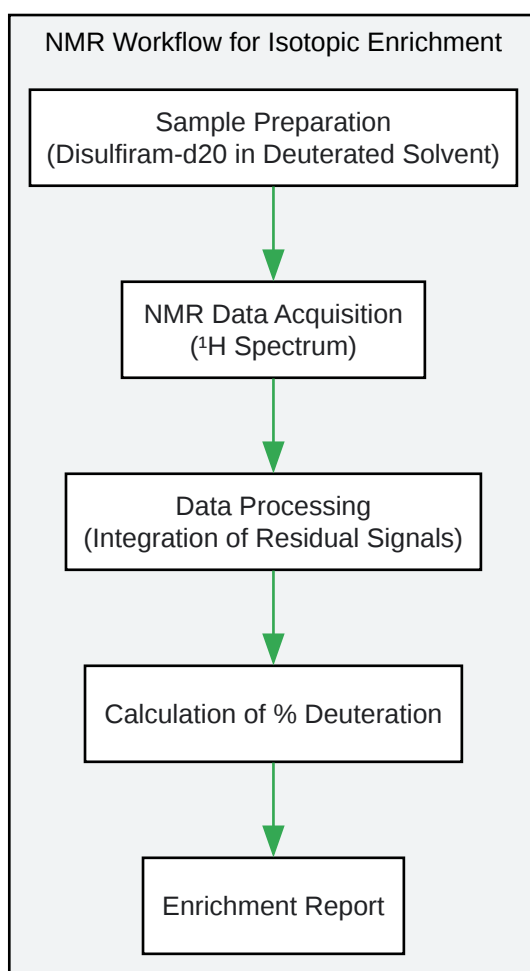 NMR Workflow for Isotopic Enrichment
Sample Preparation
(Disulfiram-d20 in Deuterated Solvent)
NMR Data Acquisition
(¹H Spectrum)
Data Processing
(Integration of Residual Signals)
Calculation of % Deuteration
Enrichment Report